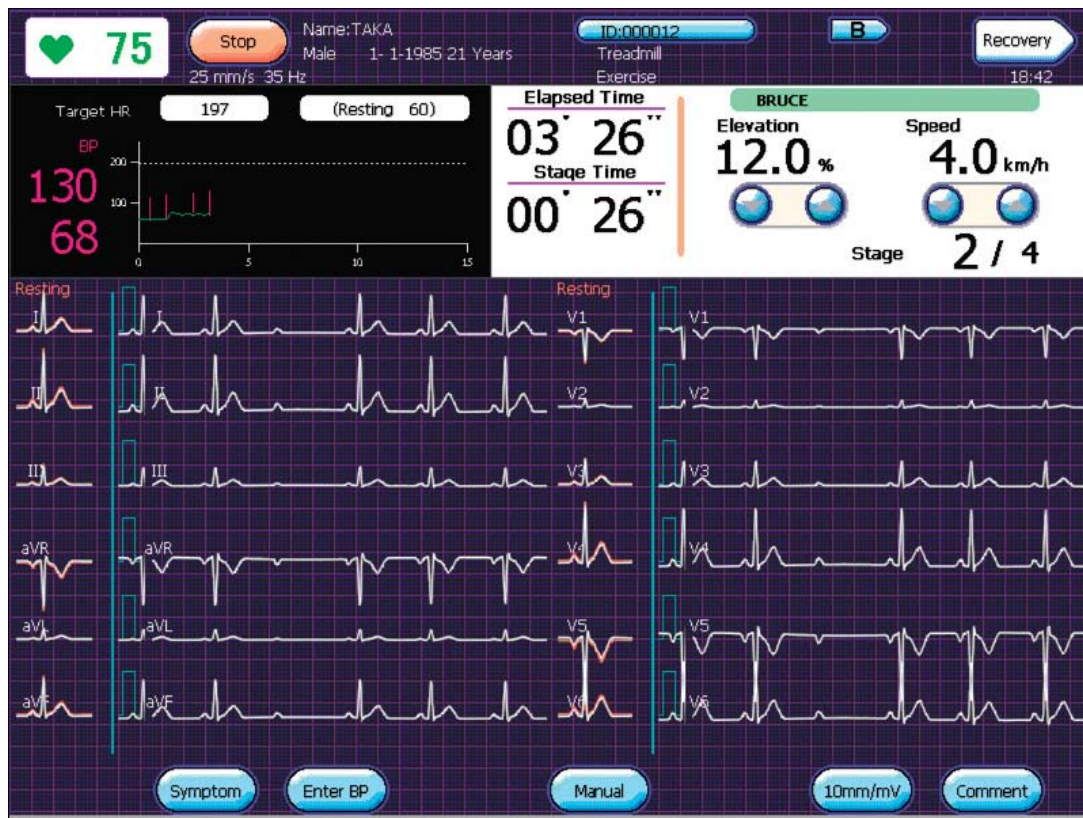 75
Stop
Name:TAKA
Male 1- 1-1985 21 Years
25 mm/s 35 Hz
ID:000012
Treadmill
Exercise
B
Recovery
18:42
Target HR 197 (Resting 60)
BP
130
68
200
100
0 5 10 15
Elapsed Time
03' 26''
Stage Time
00' 26''
BRUCE
Elevation Speed
12.0 % 4.0 km/h
Stage 2 / 4
Resting Resting
I I V1 V1
II II V2 V2
III III V3 V3
aVR aVR V4 V4
aVL aVL V5 V5
aVF aVF V6 V6
Symptom Enter BP Manual 10mm/mV Comment